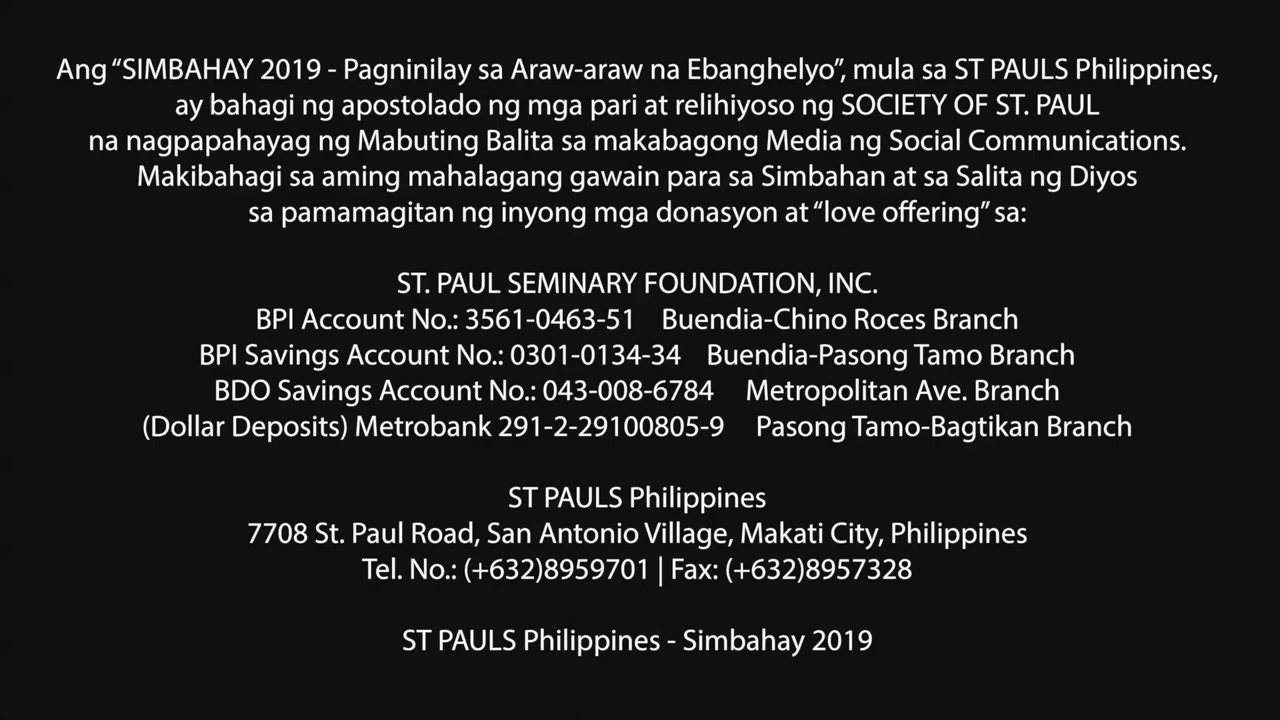 Ang “SIMBAHAY 2019 - Pagninilay sa Araw-araw na Ebanghelyo”, mula sa ST PAULS Philippines,
ay bahagi ng apostolado ng mga pari at relihiyoso ng SOCIETY OF ST. PAUL
na nagpapahayag ng Mabuting Balita sa makabagong Media ng Social Communications.
Makibahagi sa aming mahalagang gawain para sa Simbahan at sa Salita ng Diyos
sa pamamagitan ng inyong mga donasyon at “love offering” sa:
ST. PAUL SEMINARY FOUNDATION, INC.
BPI Account No.: 3561-0463-51 Buendia-Chino Roces Branch
BPI Savings Account No.: 0301-0134-34 Buendia-Pasong Tamo Branch
BDO Savings Account No.: 043-008-6784 Metropolitan Ave. Branch
(Dollar Deposits) Metrobank 291-2-29100805-9 Pasong Tamo-Bagtikan Branch
ST PAULS Philippines
7708 St. Paul Road, San Antonio Village, Makati City, Philippines
Tel. No.: (+632)8959701 | Fax: (+632)8957328
ST PAULS Philippines - Simbahay 2019